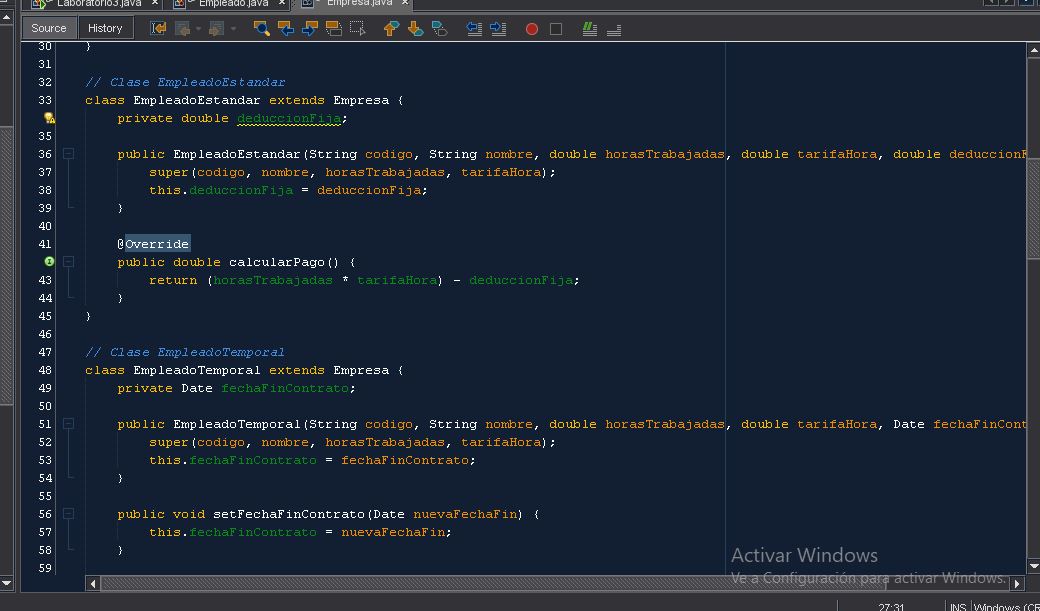 Laboratorio3.java × Empleado.java × Empresa.java ×
Source History
30 }
31
32 // Clase EmpleadoEstandar
33 class EmpleadoEstandar extends Empresa {
private double deduccionFija;
35
36 public EmpleadoEstandar(String codigo, String nombre, double horasTrabajadas, double tarifaHora, double deduccionF
37 super(codigo, nombre, horasTrabajadas, tarifaHora);
38 this.deduccionFija = deduccionFija;
39 }
40
41 @Override
public double calcularPago() {
43 return (horasTrabajadas * tarifaHora) - deduccionFija;
44 }
45 }
46
47 // Clase EmpleadoTemporal
48 class EmpleadoTemporal extends Empresa {
49 private Date fechaFinContrato;
50
51 public EmpleadoTemporal(String codigo, String nombre, double horasTrabajadas, double tarifaHora, Date fechaFinCont
52 super(codigo, nombre, horasTrabajadas, tarifaHora);
53 this.fechaFinContrato = fechaFinContrato;
54 }
55
56 public void setFechaFinContrato(Date nuevaFechaFin) {
57 this.fechaFinContrato = nuevaFechaFin;
58 }
59
Activar Windows
Ve a Configuración para activar Windows.
27:31 INS Windows (CR